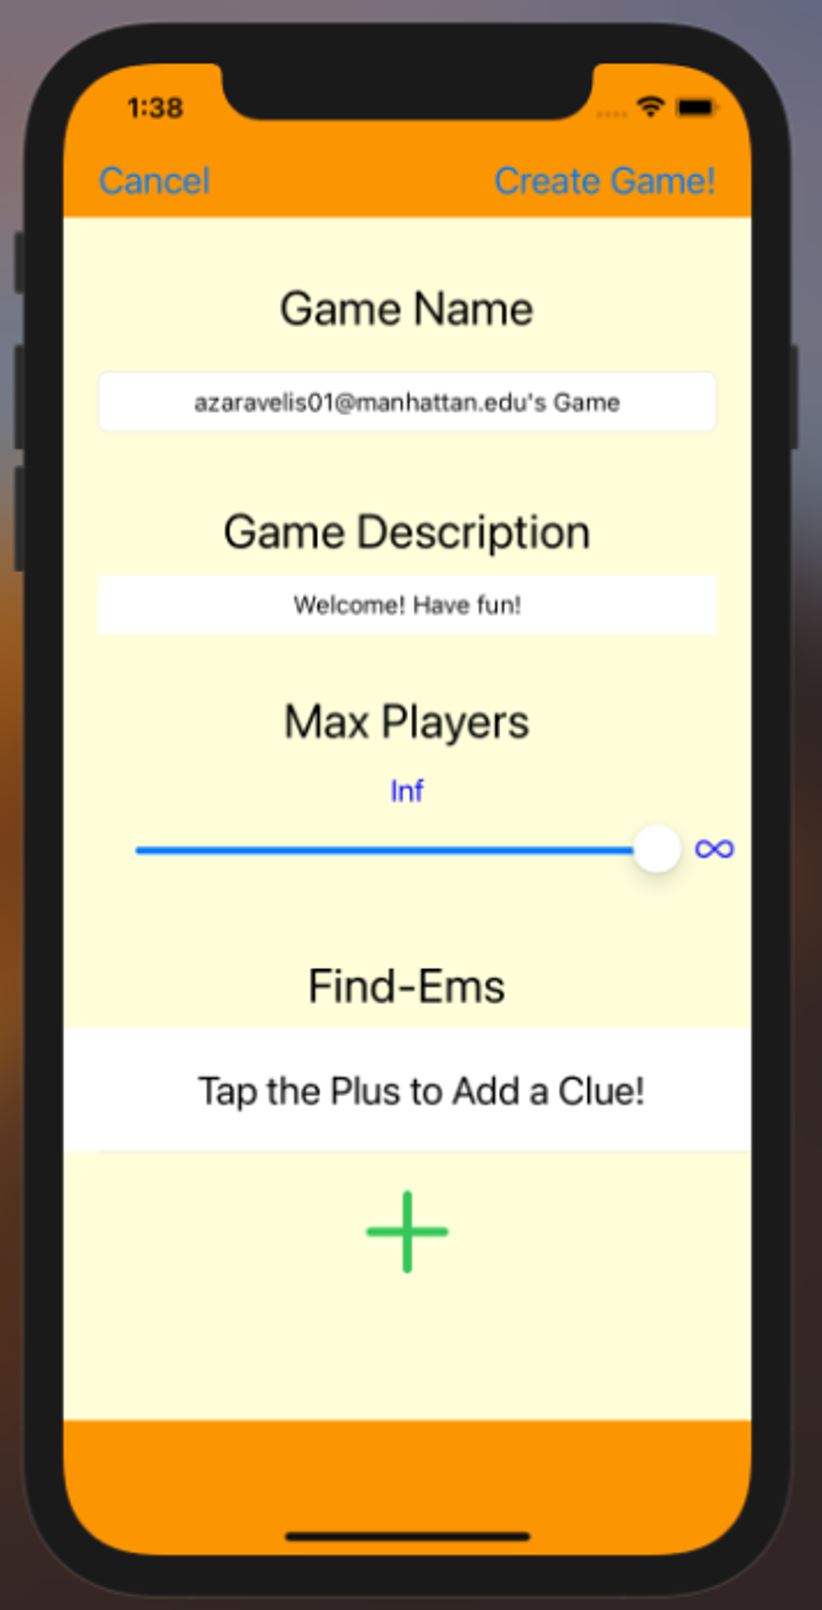 1:38
Cancel
Create Game!
Game Name
azaravelis01@manhattan.edu's Game
Game Description
Welcome! Have fun!
Max Players
Inf
∞
Find-Ems
Tap the Plus to Add a Clue!